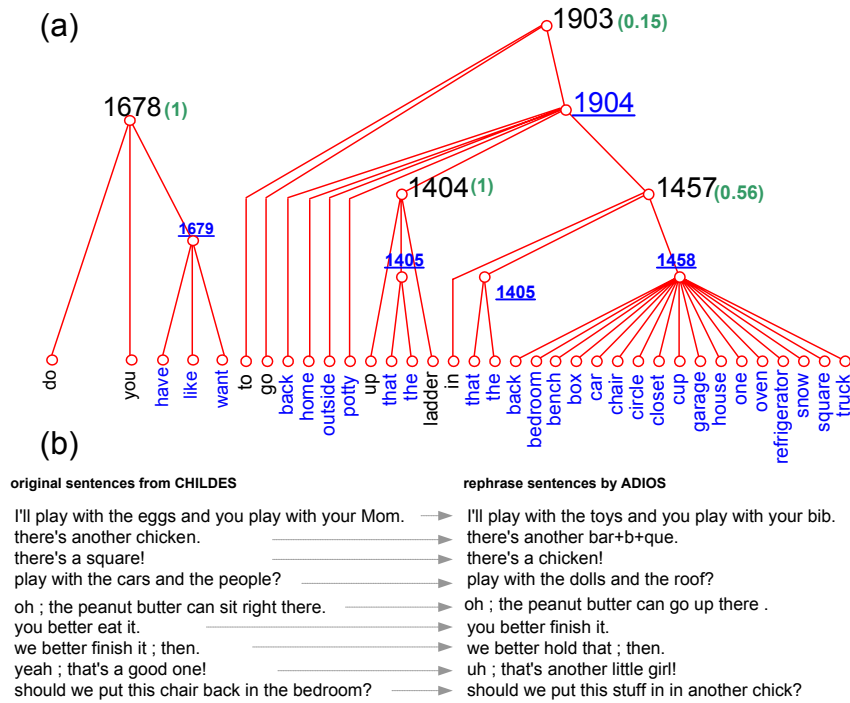 (a)
1903 (0.15)
1678 (1)
1904
1404 (1)
1457 (0.56)
1679
1405
1405
1458
do
you
have
like
want
to
go
back
home
outside
potty
up
that
the
ladder
in
that
the
back
bedroom
bench
box
car
chair
circle
closet
cup
garage
house
one
oven
refrigerator
snow
square
truck
(b)
original sentences from CHILDES rephrase sentences by ADIOS
I'll play with the eggs and you play with your Mom. I'll play with the toys and you play with your bib.
there's another chicken. there's another bar+b+que.
there's a square! there's a chicken!
play with the cars and the people? play with the dolls and the roof?
oh ; the peanut butter can sit right there. oh ; the peanut butter can go up there .
you better eat it. you better finish it.
we better finish it ; then. we better hold that ; then.
yeah ; that's a good one! uh ; that's another little girl!
should we put this chair back in the bedroom? should we put this stuff in in another chick?